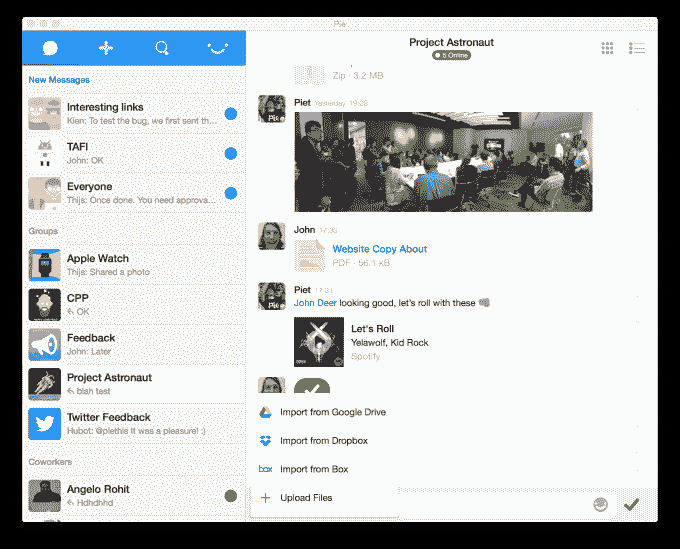 Pie
New Messages
Interesting links
Kien: To test the bug, we first sent th...
TAFI
John: OK
Everyone
Thijs: Once done. You need approva...
Groups
Apple Watch
Thijs: Shared a photo
CPP
OK
Feedback
John: Later
Project Astronaut
blah test
Twitter Feedback
Hubot: @piethis It was a pleasure! ;)
Coworkers
Angelo Rohit
Hdhdhhd
Project Astronaut
5 Online
Zip · 3.2 MB
Piet Yesterday 19:29
John
Website Copy About
PDF · 56.1 kB
Piet 17:31
John Deer looking good, let's roll with these
Let's Roll
Yelawolf, Kid Rock
Spotify
Import from Google Drive
Import from Dropbox
box Import from Box
Upload Files